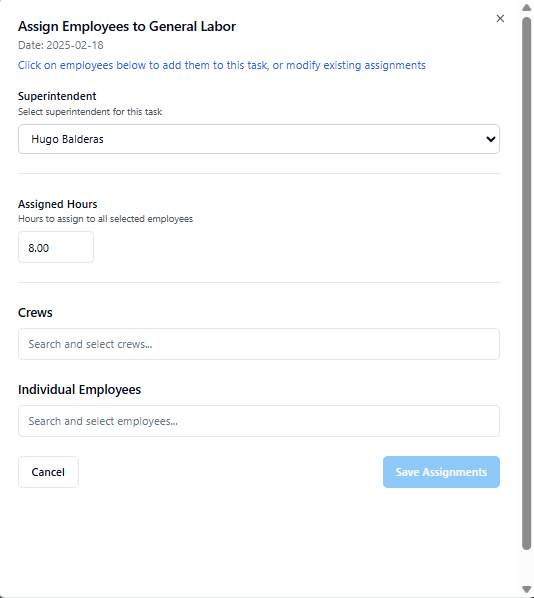 Assign Employees to General Labor
Date: 2025-02-18
Click on employees below to add them to this task, or modify existing assignments
Superintendent
Select superintendent for this task
Hugo Balderas
Assigned Hours
Hours to assign to all selected employees
8.00
Crews
Search and select crews...
Individual Employees
Search and select employees...
Cancel
Save Assignments